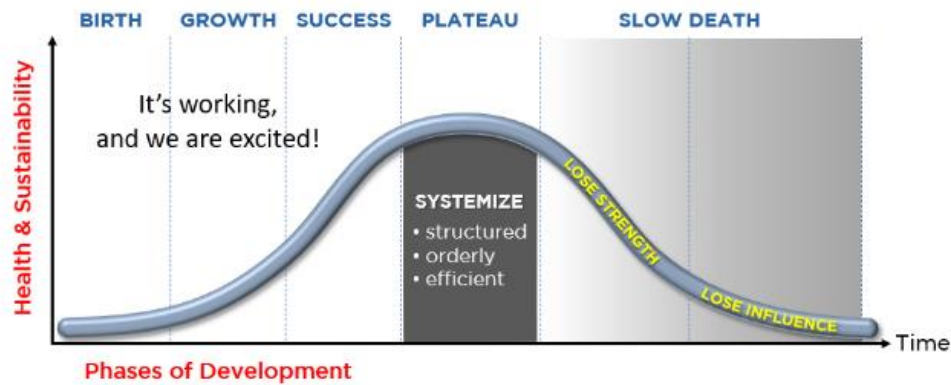 BIRTH GROWTH SUCCESS PLATEAU SLOW DEATH
Health & Sustainability
It's working,
and we are excited!
SYSTEMIZE
• structured
• orderly
• efficient
LOSE STRENGTH
LOSE INFLUENCE
Time
Phases of Development